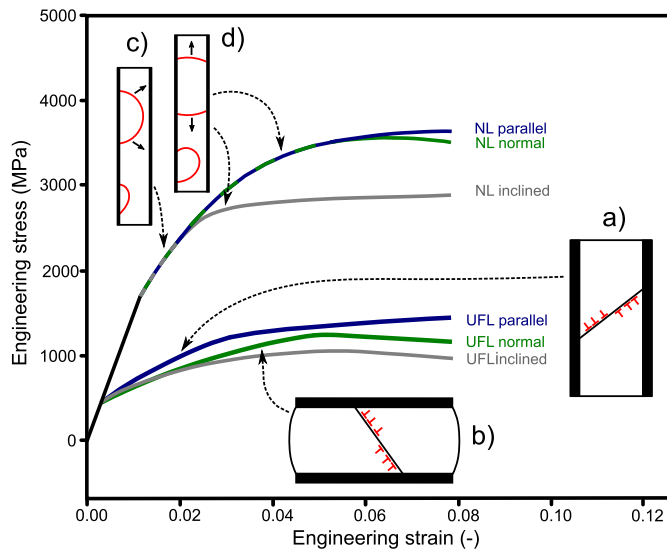 5000
4000
3000
2000
1000
0
0.00
0.02
0.04
0.06
0.08
0.10
0.12
Engineering stress (MPa)
Engineering strain (-)
c)
d)
NL parallel
NL normal
NL inclined
a)
UFL parallel
UFL normal
UFLinclined
b)